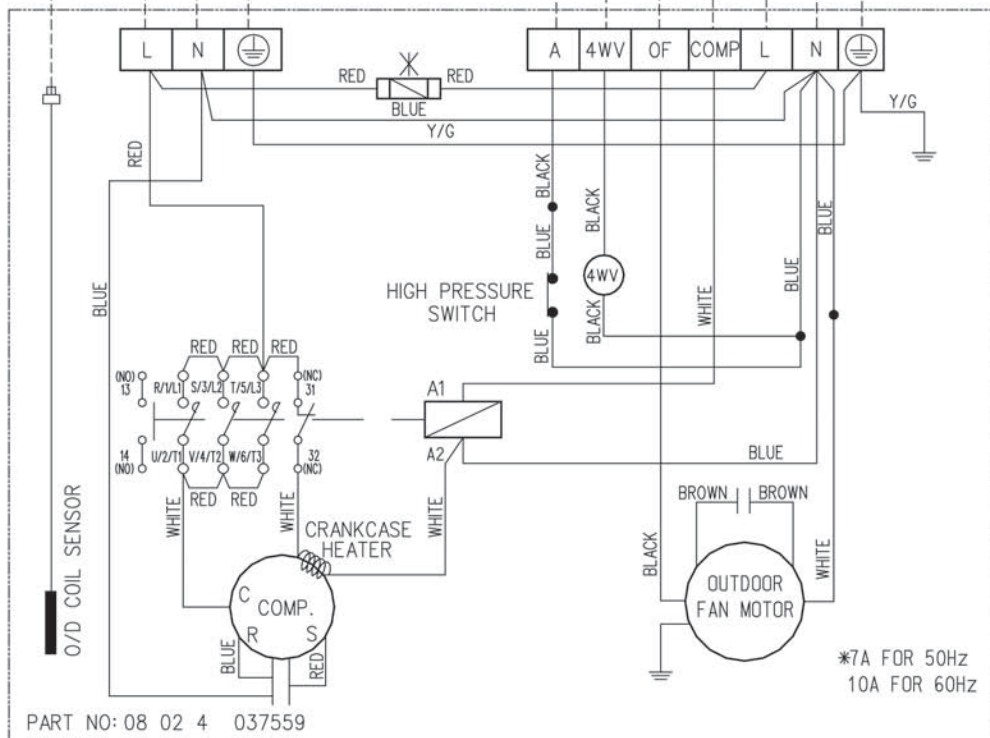 L N A 4WV OF COMP L N
RED RED
BLUE
Y/G Y/G
RED
BLACK
BLACK
BLUE
BLUE
4WV
BLUE
WHITE
BLUE
HIGH PRESSURE
SWITCH
BLACK
BLUE
RED RED RED
(NO) (NC)
13 R/1/L1 S/3/L2 T/5/L3 31
A1
14 U/2/T1 V/4/T2 W/6/T3 32
(NO) (NC)
A2
BLUE
RED RED
BROWN BROWN
WHITE
WHITE
WHITE
CRANKCASE
HEATER
BLACK
WHITE
O/D COIL SENSOR
C
COMP.
R S
OUTDOOR
FAN MOTOR
BLUE
RED
*7A FOR 50Hz
10A FOR 60Hz
PART NO: 08 02 4 037559